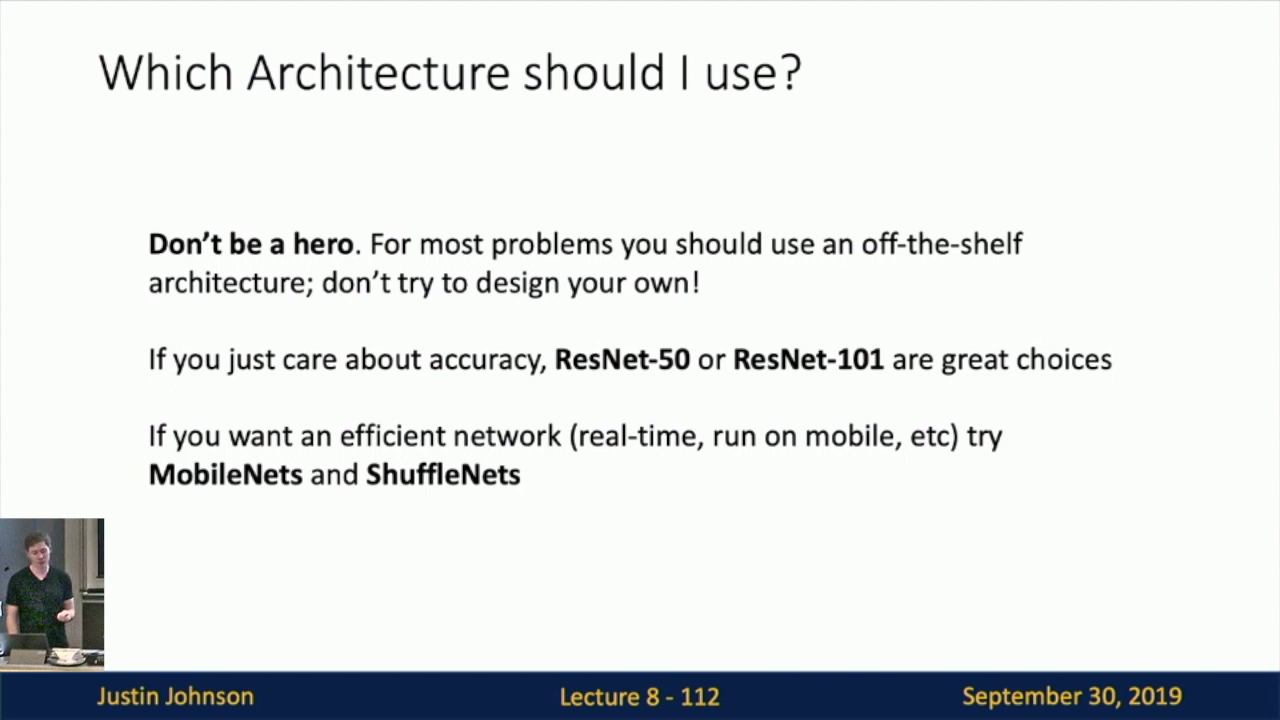 Which Architecture should I use?
Don't be a hero. For most problems you should use an off-the-shelf
architecture; don't try to design your own!
If you just care about accuracy, ResNet-50 or ResNet-101 are great choices
If you want an efficient network (real-time, run on mobile, etc) try
MobileNets and ShuffleNets
Justin Johnson
Lecture 8 - 112
September 30, 2019